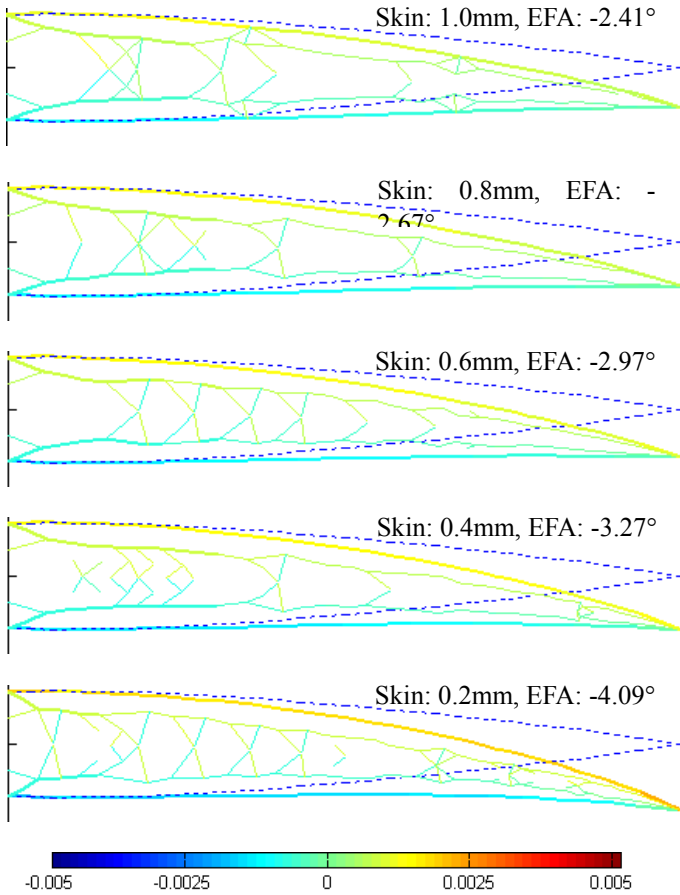 Skin: 1.0mm, EFA: -2.41°
Skin: 0.8mm, EFA: -
2.67°
Skin: 0.6mm, EFA: -2.97°
Skin: 0.4mm, EFA: -3.27°
Skin: 0.2mm, EFA: -4.09°
-0.005 -0.0025 0 0.0025 0.005